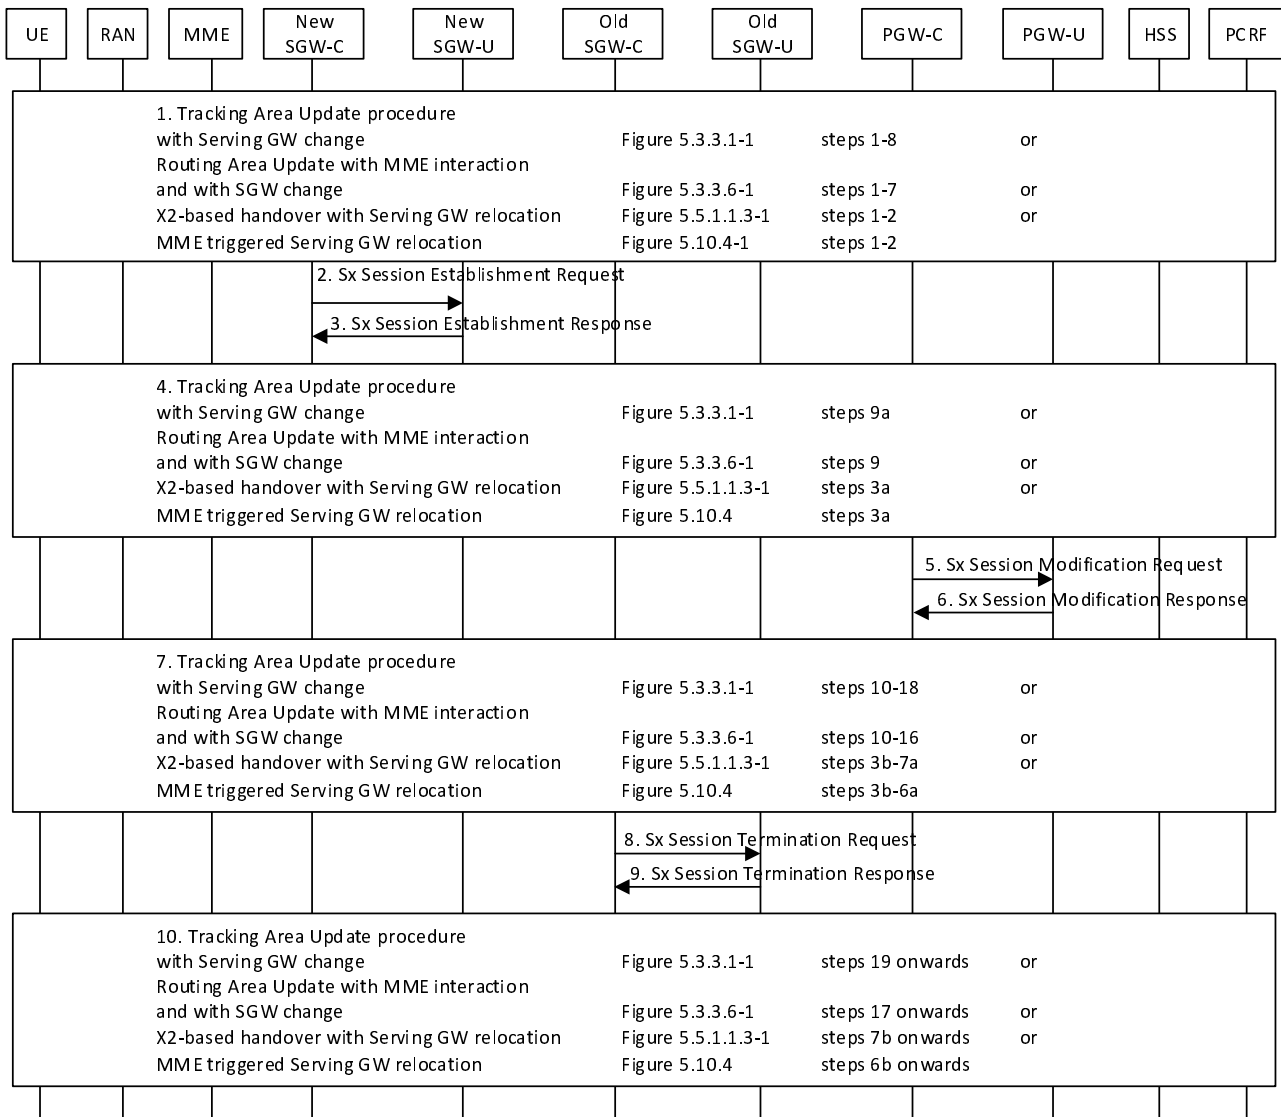 UE RAN MME New SGW-C New SGW-U Old SGW-C Old SGW-U PGW-C PGW-U HSS PCRF
1. Tracking Area Update procedure
with Serving GW change Figure 5.3.3.1-1 steps 1-8 or
Routing Area Update with MME interaction
and with SGW change Figure 5.3.3.6-1 steps 1-7 or
X2-based handover with Serving GW relocation Figure 5.5.1.1.3-1 steps 1-2 or
MME triggered Serving GW relocation Figure 5.10.4-1 steps 1-2
2. Sx Session Establishment Request
3. Sx Session Establishment Response
4. Tracking Area Update procedure
with Serving GW change Figure 5.3.3.1-1 steps 9a or
Routing Area Update with MME interaction
and with SGW change Figure 5.3.3.6-1 steps 9 or
X2-based handover with Serving GW relocation Figure 5.5.1.1.3-1 steps 3a or
MME triggered Serving GW relocation Figure 5.10.4 steps 3a
5. Sx Session Modification Request
6. Sx Session Modification Response
7. Tracking Area Update procedure
with Serving GW change Figure 5.3.3.1-1 steps 10-18 or
Routing Area Update with MME interaction
and with SGW change Figure 5.3.3.6-1 steps 10-16 or
X2-based handover with Serving GW relocation Figure 5.5.1.1.3-1 steps 3b-7a or
MME triggered Serving GW relocation Figure 5.10.4 steps 3b-6a
8. Sx Session Termination Request
9. Sx Session Termination Response
10. Tracking Area Update procedure
with Serving GW change Figure 5.3.3.1-1 steps 19 onwards or
Routing Area Update with MME interaction
and with SGW change Figure 5.3.3.6-1 steps 17 onwards or
X2-based handover with Serving GW relocation Figure 5.5.1.1.3-1 steps 7b onwards or
MME triggered Serving GW relocation Figure 5.10.4 steps 6b onwards